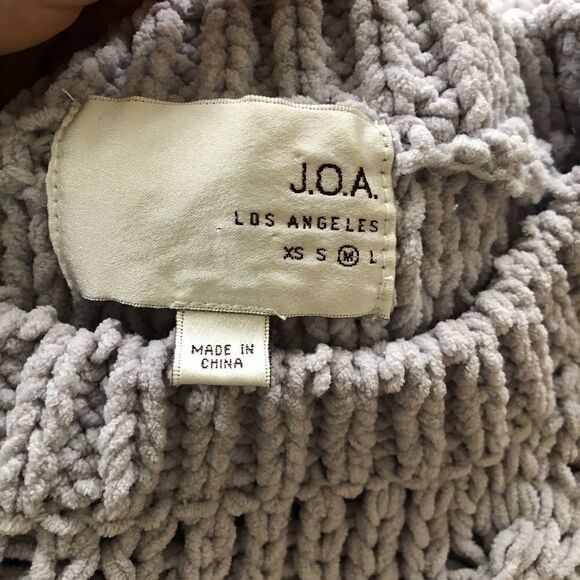 J.O.A.
LOS ANGELES
XS S M L
MADE IN
CHINA